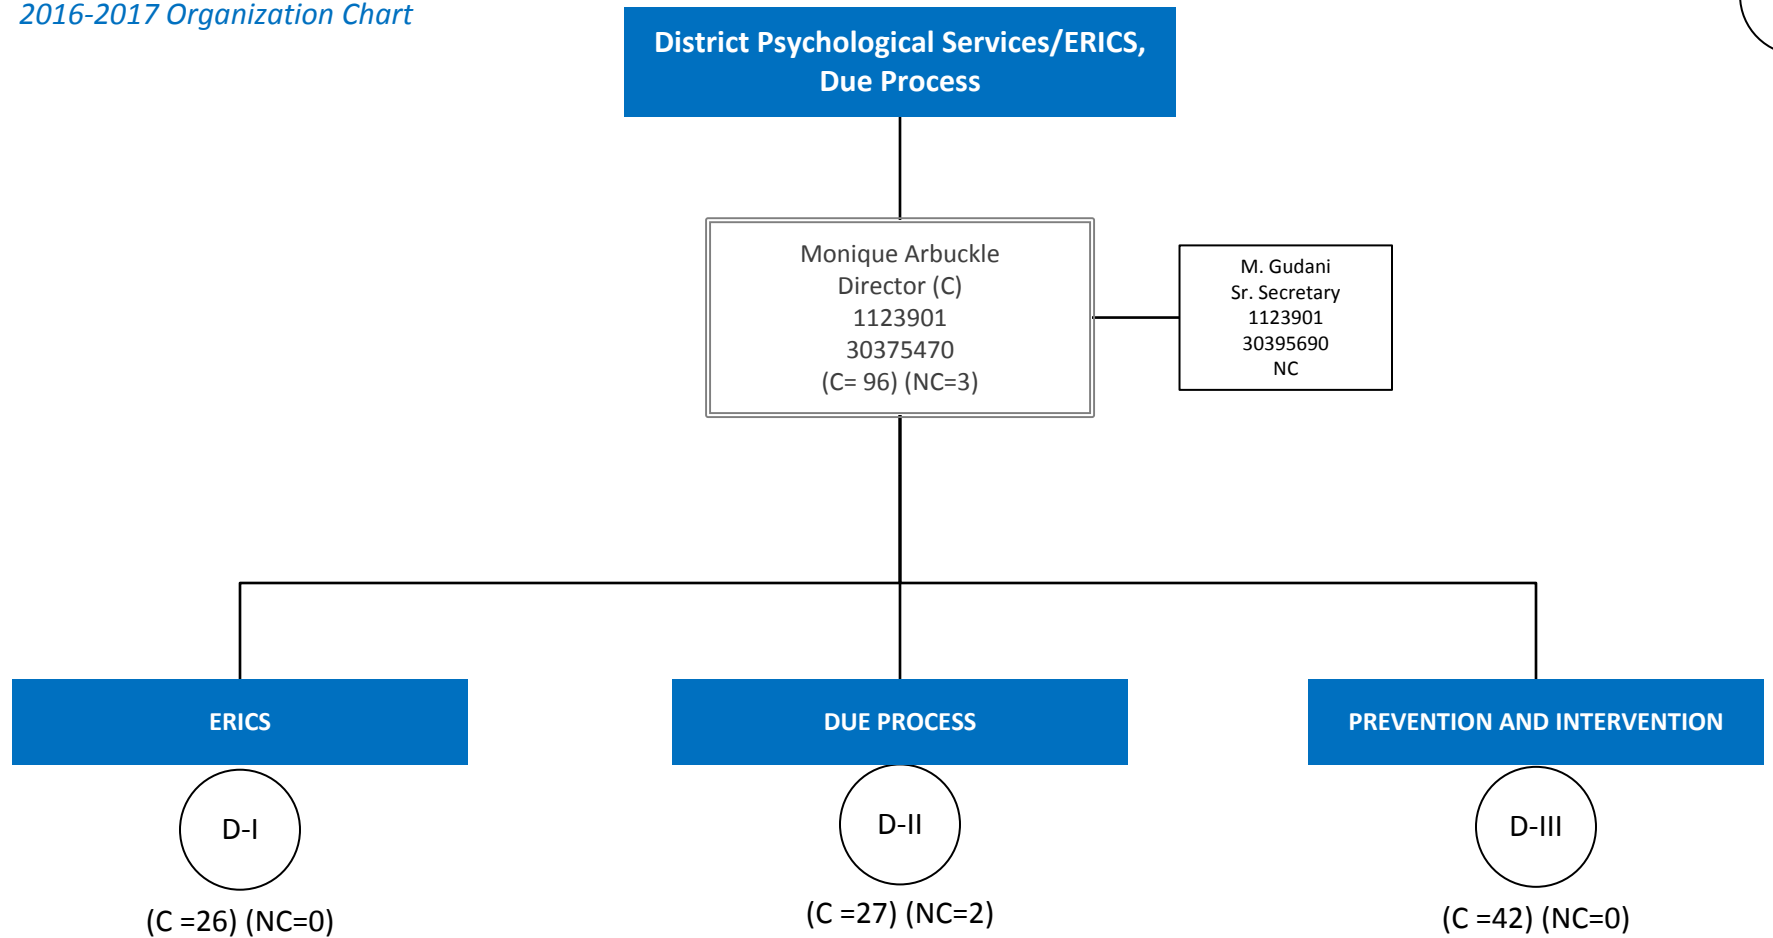 2016-2017 Organization Chart
District Psychological Services/ERICS,
Due Process
Monique Arbuckle
Director (C)
1123901
30375470
(C= 96) (NC=3)
M. Gudani
Sr. Secretary
1123901
30395690
NC
ERICS
DUE PROCESS
PREVENTION AND INTERVENTION
D-I
D-II
D-III
(C =26) (NC=0)
(C =27) (NC=2)
(C =42) (NC=0)